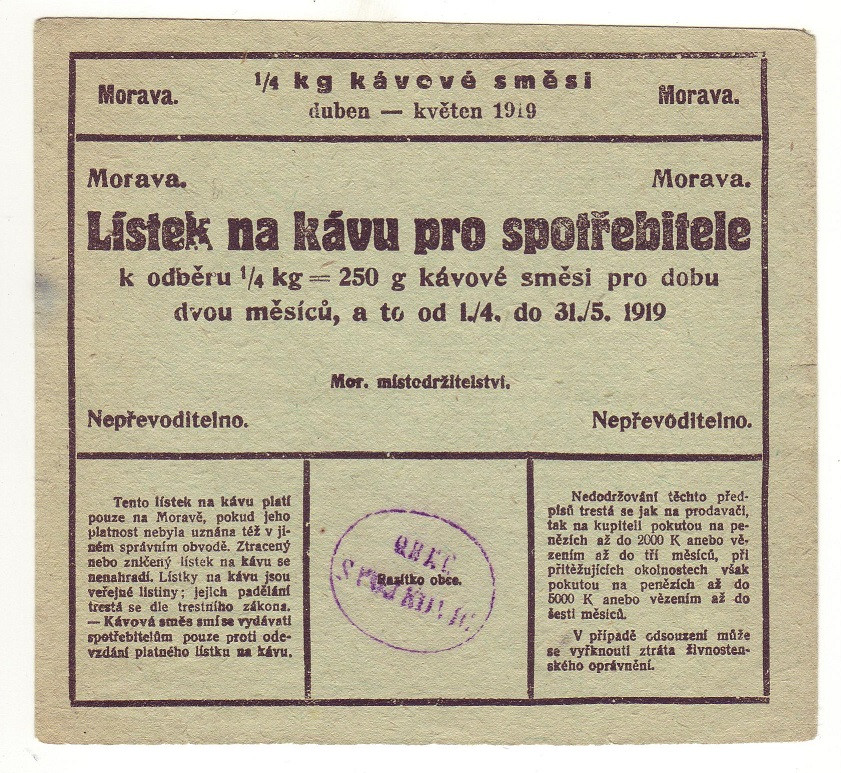 Morava.
1/4 kg kávové směsi
Morava.
duben — květen 1919
Morava.
Morava.
Lístek na kávu pro spotřebitele
k odběru 1/4 kg = 250 g kávové směsi pro dobu
dvou měsíců, a to od 1./4. do 31./5. 1919
Mor. místodržitelství.
Nepřevoditelno.
Nepřevoditelno.
Tento lístek na kávu platí
pouze na Moravě, pokud jeho
platnost nebyla uznána též v ji-
ném správním obvodě. Ztracený
nebo zničený lístek na kávu se
nenahradí. Lístky na kávu jsou
veřejné listiny; jejich padělání
trestá se dle trestního zákona.
— Kávová směs smí se vydávati
spotřebitelům pouze proti ode-
vzdání platného lístku na kávu.
Razítko obce.
Nedodržování těchto před-
pisů trestá se jak na prodavači,
tak na kupiteli pokutou na pe-
nězích až do 2000 K anebo vě-
zením až do tří měsíců, při
přitěžujících okolnostech však
pokutou na penězích až do
5000 K anebo vězením až do
šesti měsíců.
V případě odsouzení může
se vyřknouti ztráta živnosten-
ského oprávnění.